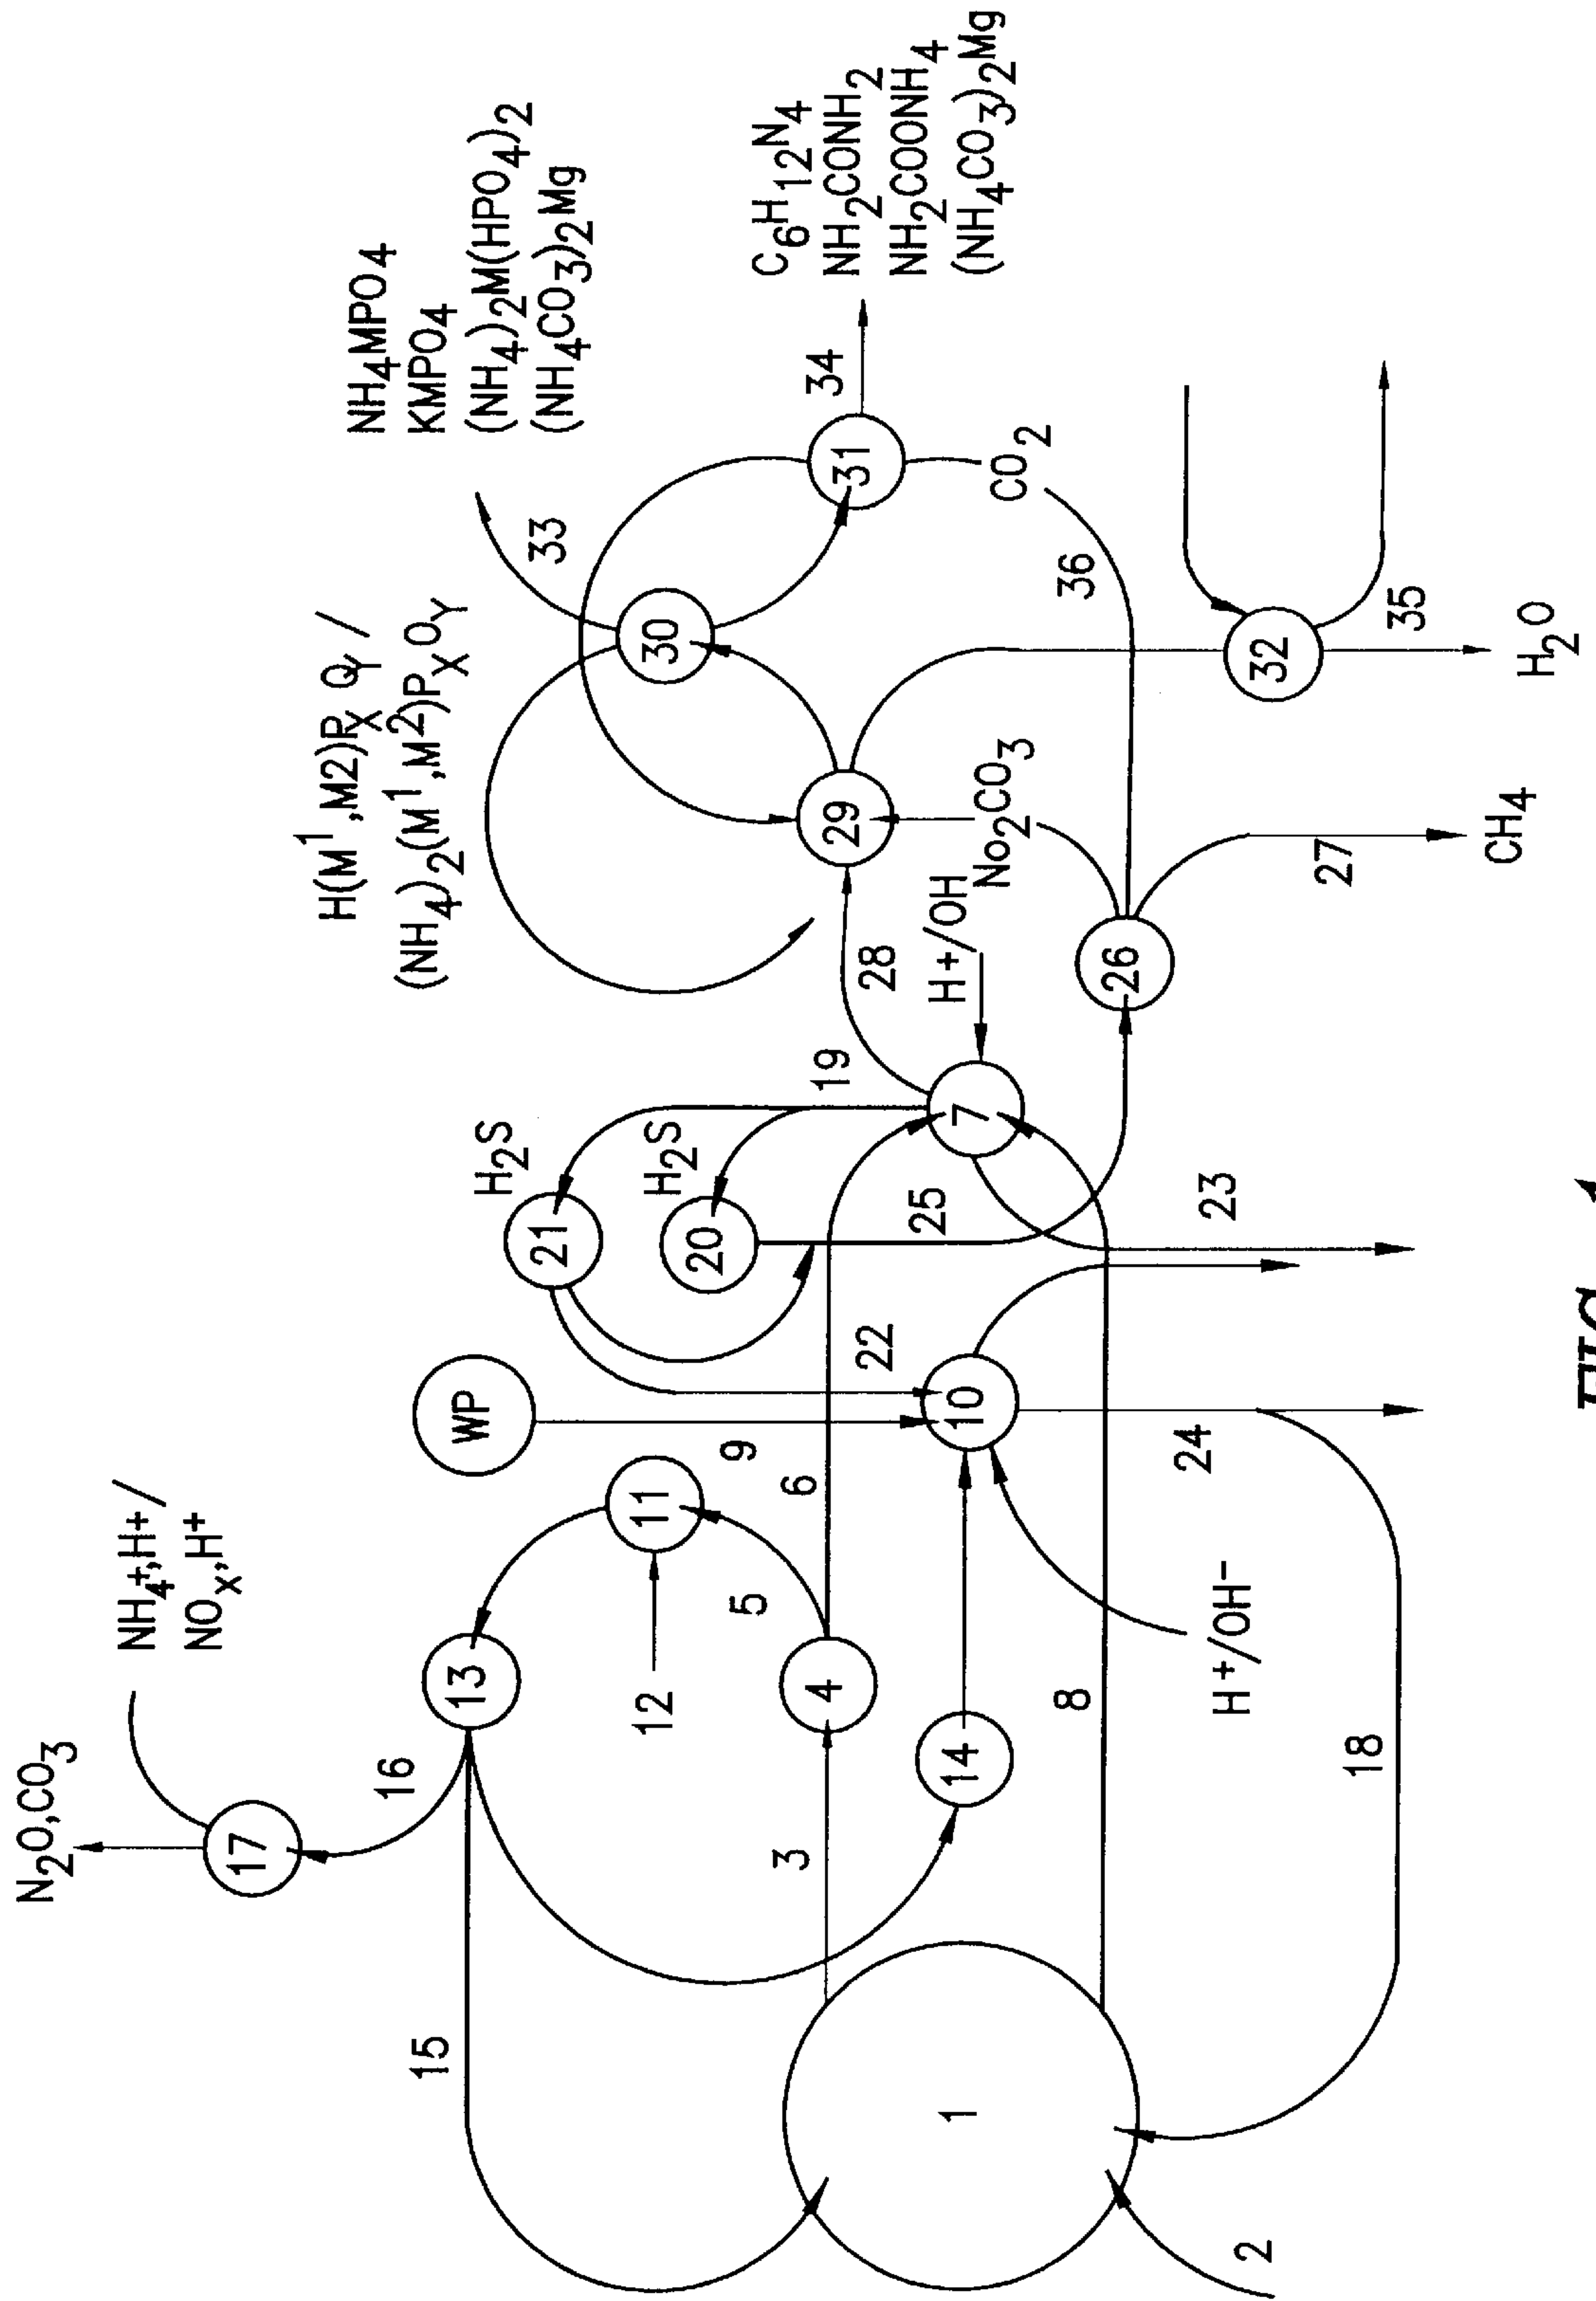 N2O,CO3
NH4+,H+/
NOx,H+
NH4MPO4
KMPO4
(NH4)2M(HPO4)2
(NH4CO3)2Mg
H(M1,M2)PX QY /
(NH4)2(M1,M2)PXOY
C6H12N4
NH2CONH2
NH2COONH4
(NH4CO3)2Mg
17
16
13
15
WP
11
12
5
9
21
H2S
20
H2S
22
25
19
30
33
31
34
29
28
3
4
6
14
10
7
H+/OH
No2CO3
CO2
36
26
1
8
24
23
27
CH4
32
35
H2O
H+/OH-
18
2
FIG. 1